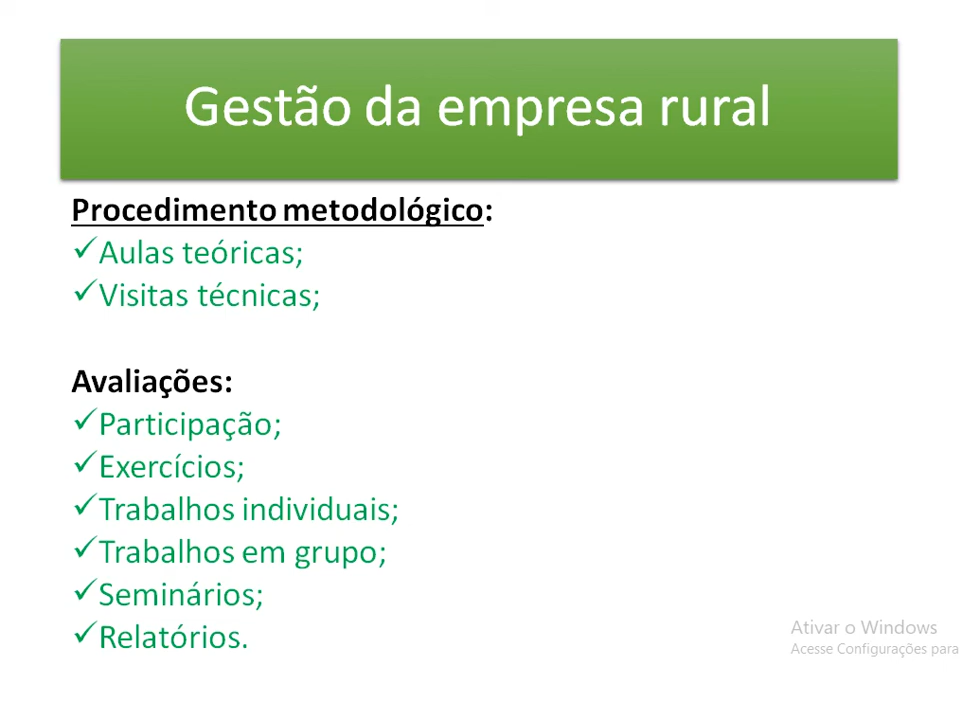 Gestão da empresa rural
Procedimento metodológico:
✓Aulas teóricas;
✓Visitas técnicas;
Avaliações:
✓Participação;
✓Exercícios;
✓Trabalhos individuais;
✓Trabalhos em grupo;
✓Seminários;
✓Relatórios.
Ativar o Windows
Acesse Configurações para